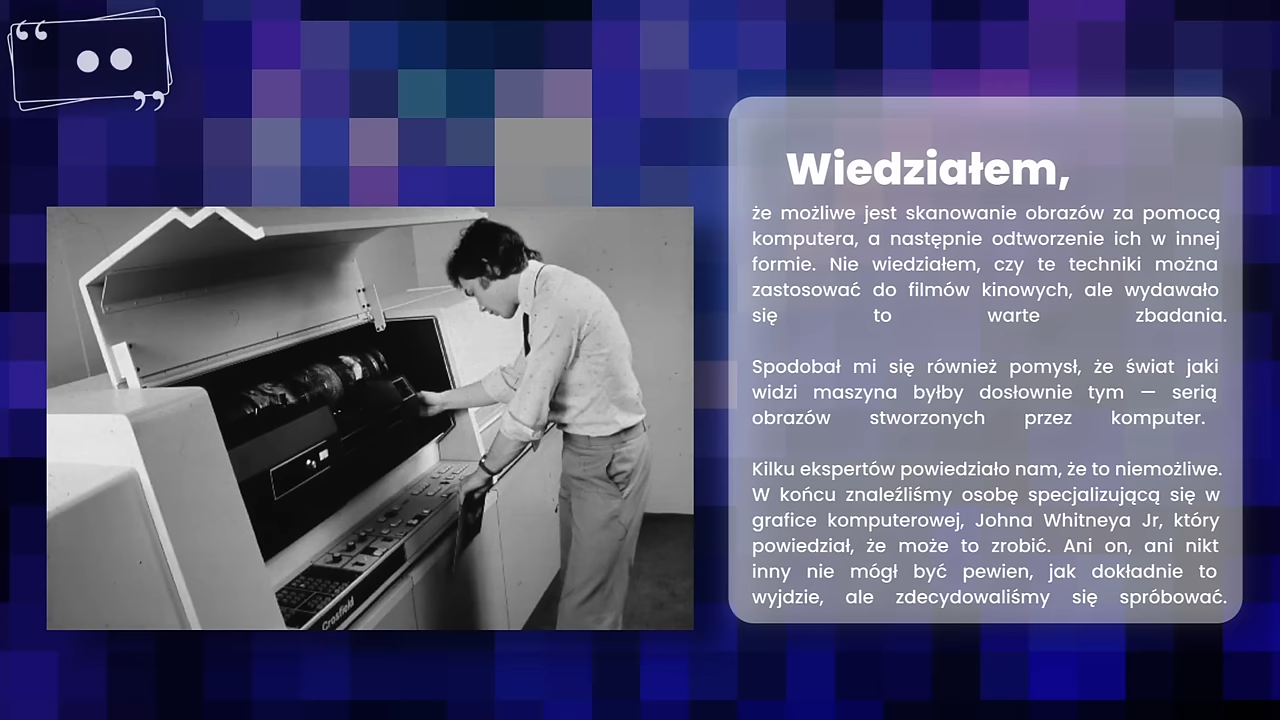 Wiedziałem,
że możliwe jest skanowanie obrazów za pomocą
komputera, a następnie odtworzenie ich w innej
formie. Nie wiedziałem, czy te techniki można
zastosować do filmów kinowych, ale wydawało
się to warte zbadania.
Spodobał mi się również pomysł, że świat jaki
widzi maszyna byłby dosłownie tym — serią
obrazów stworzonych przez komputer.
Kilku ekspertów powiedziało nam, że to niemożliwe.
W końcu znaleźliśmy osobę specjalizującą się w
grafice komputerowej, Johna Whitneya Jr, który
powiedział, że może to zrobić. Ani on, ani nikt
inny nie mógł być pewien, jak dokładnie to
wyjdzie, ale zdecydowaliśmy się spróbować.
Crosfield